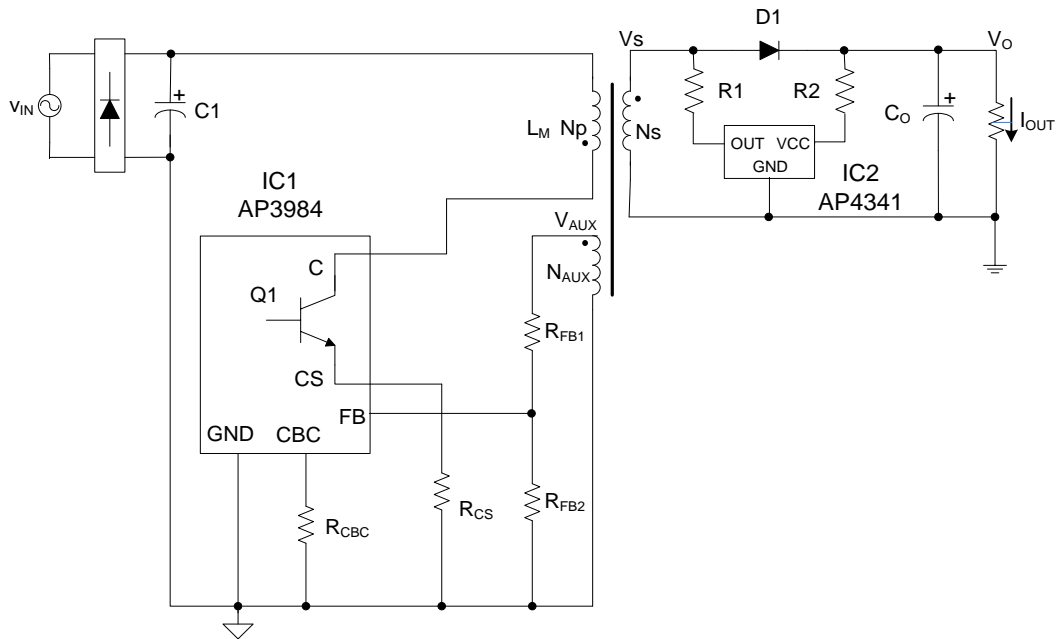 D1
Vs
VO
vIN
+
C1
LM Np
Ns
R1
R2
CO
+
IOUT
OUT VCC
GND
IC2
AP4341
IC1
AP3984
VAUX
NAUX
C
Q1
RFB1
CS
FB
GND
CBC
RCBC
RCS
RFB2